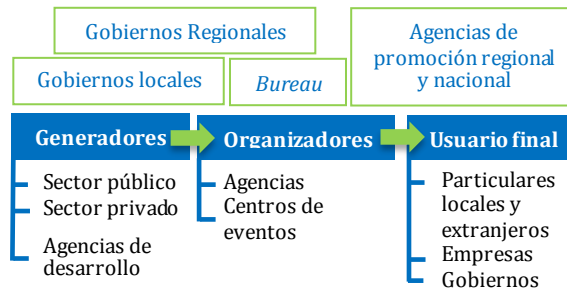 Gobiernos Regionales
Agencias de
promoción regional
y nacional
Gobiernos locales
Bureau
Generadores
Organizadores
Usuario final
Sector público
Sector privado
Agencias de
desarrollo
Agencias
Centros de
eventos
Particulares
locales y
extranjeros
Empresas
Gobiernos